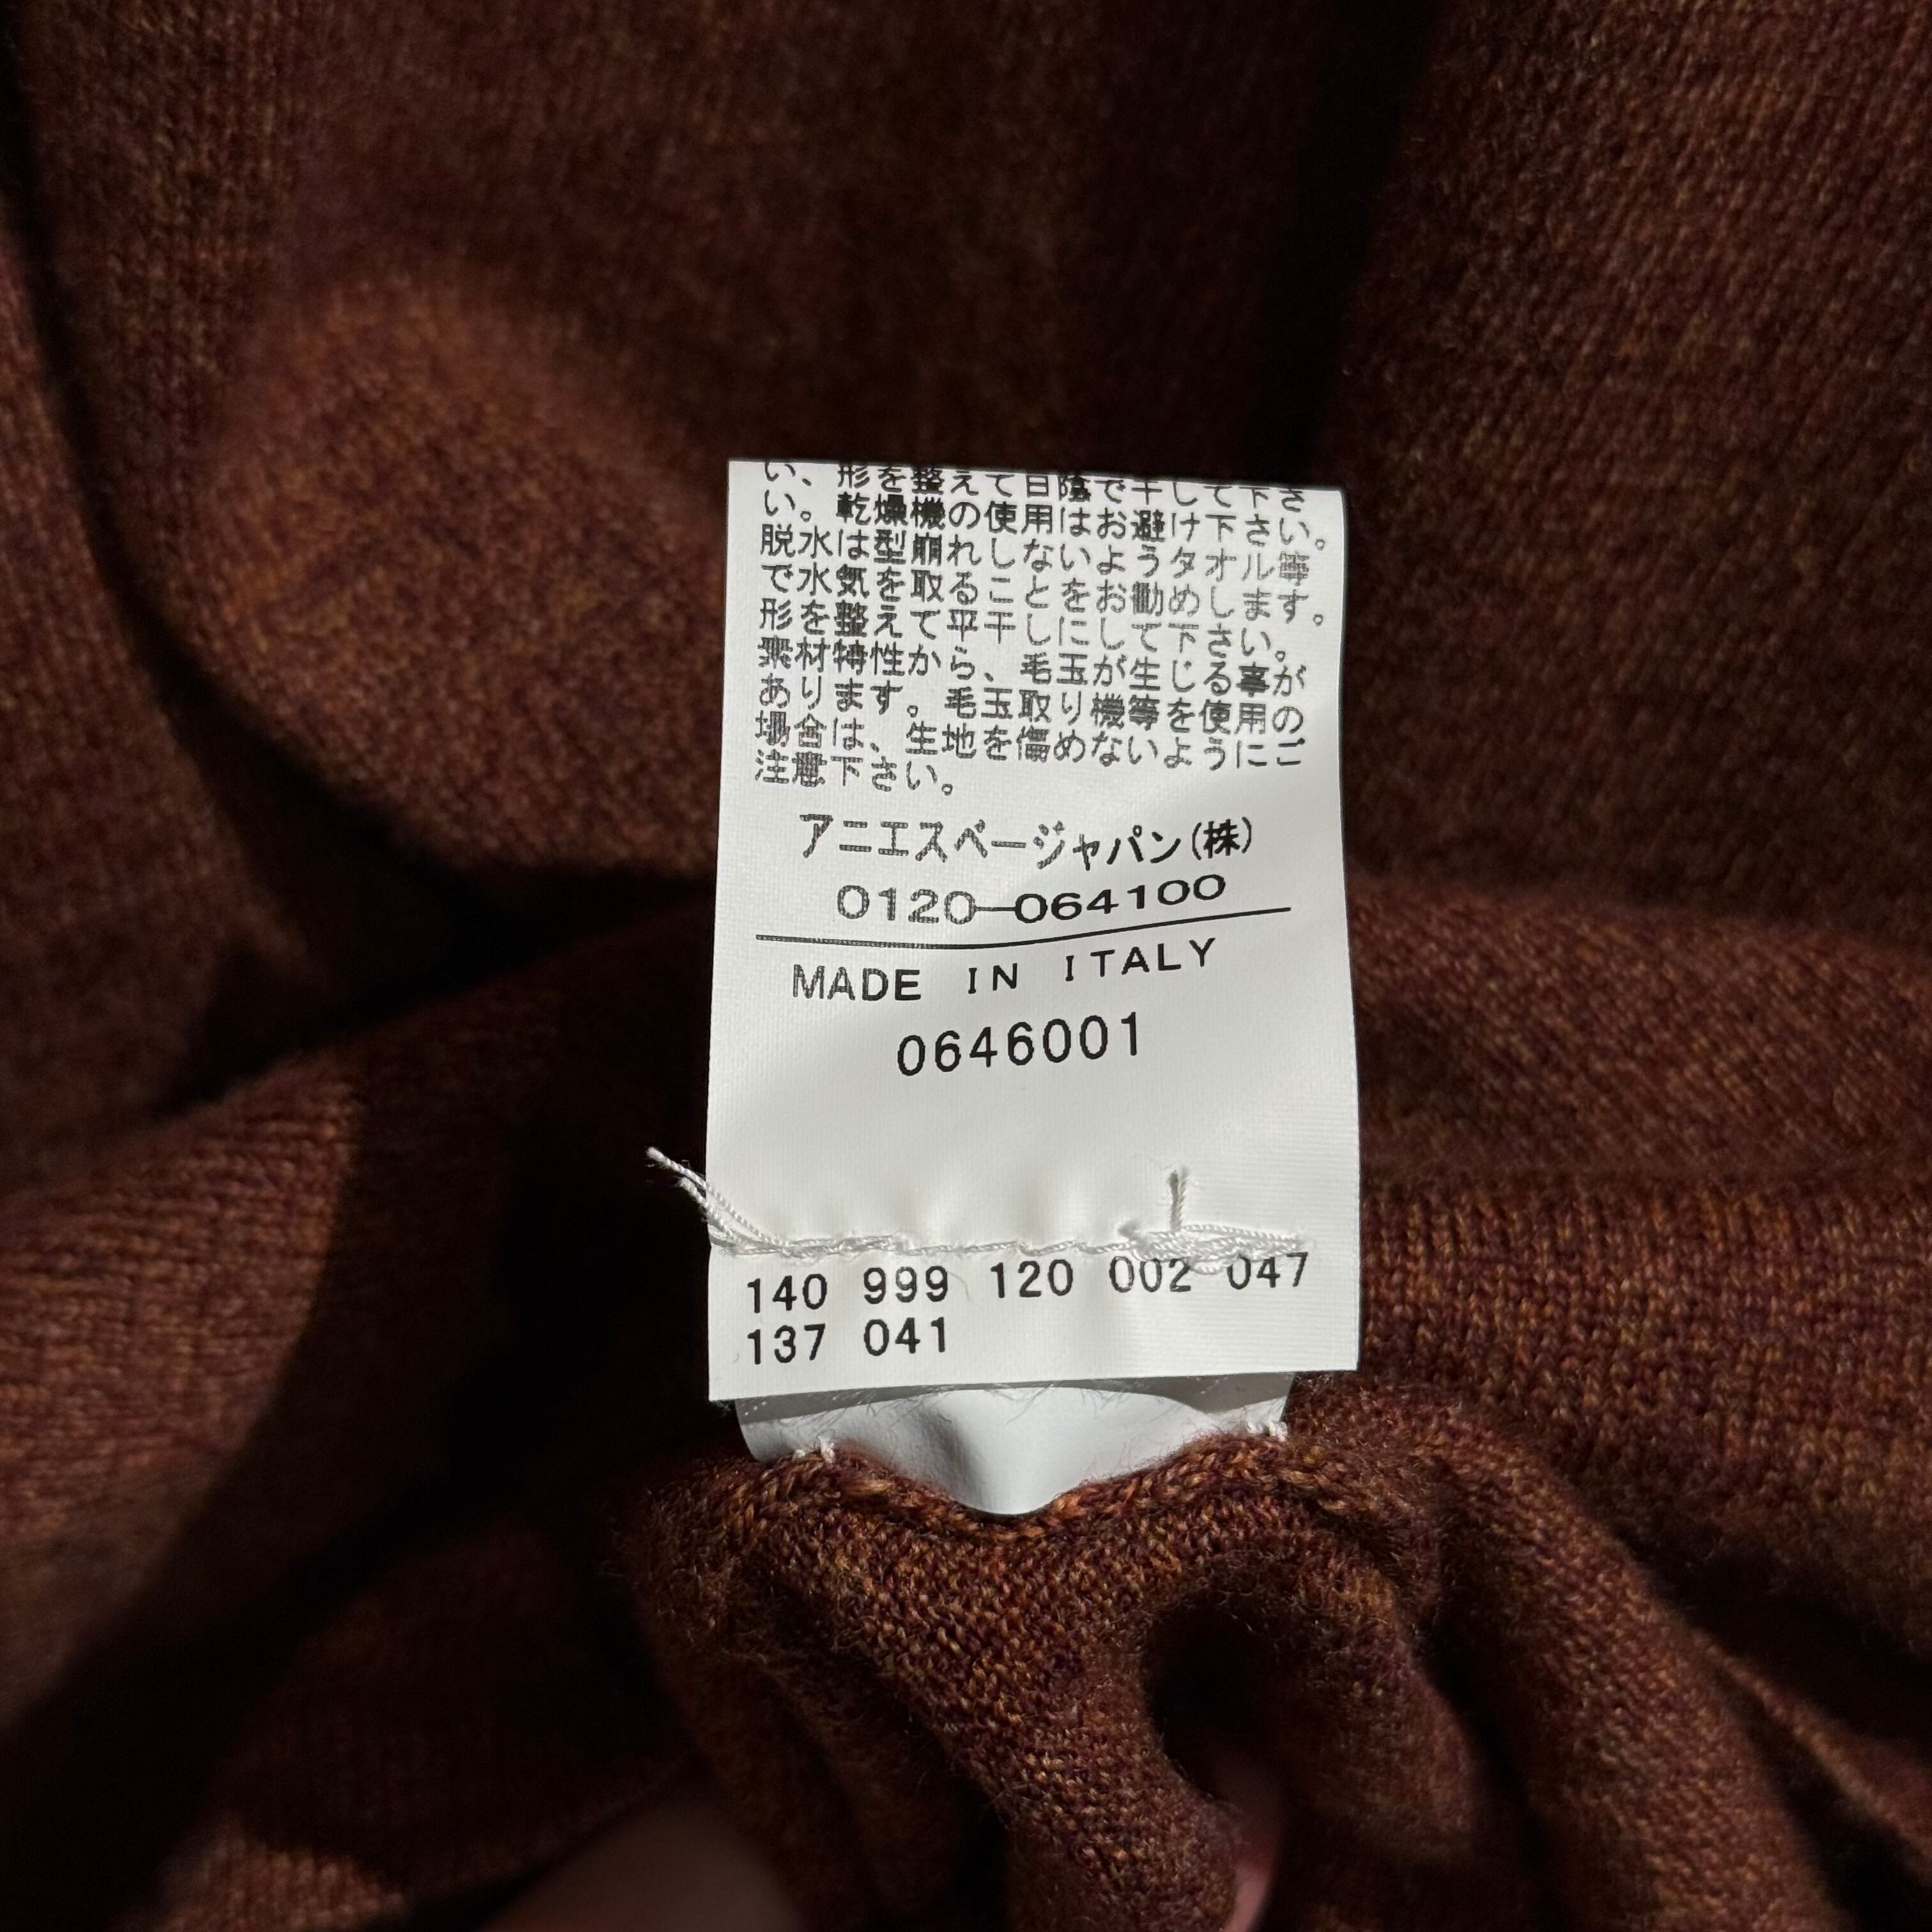 い、形を整えて日陰で干して下さ
い。乾燥機の使用はお避け下さい。
脱水は型崩れしないようタオル等
で水気を取ることをお勧めします。
形を整えて平干しにして下さい。
素材特性から、毛玉が生じる事が
あります。毛玉取り機等を使用の
場合は、生地を傷めないようにご
注意下さい。
アニエスベージャパン(株)
0120-064100
MADE IN ITALY
0646001
140 999 120 002 047
137 041